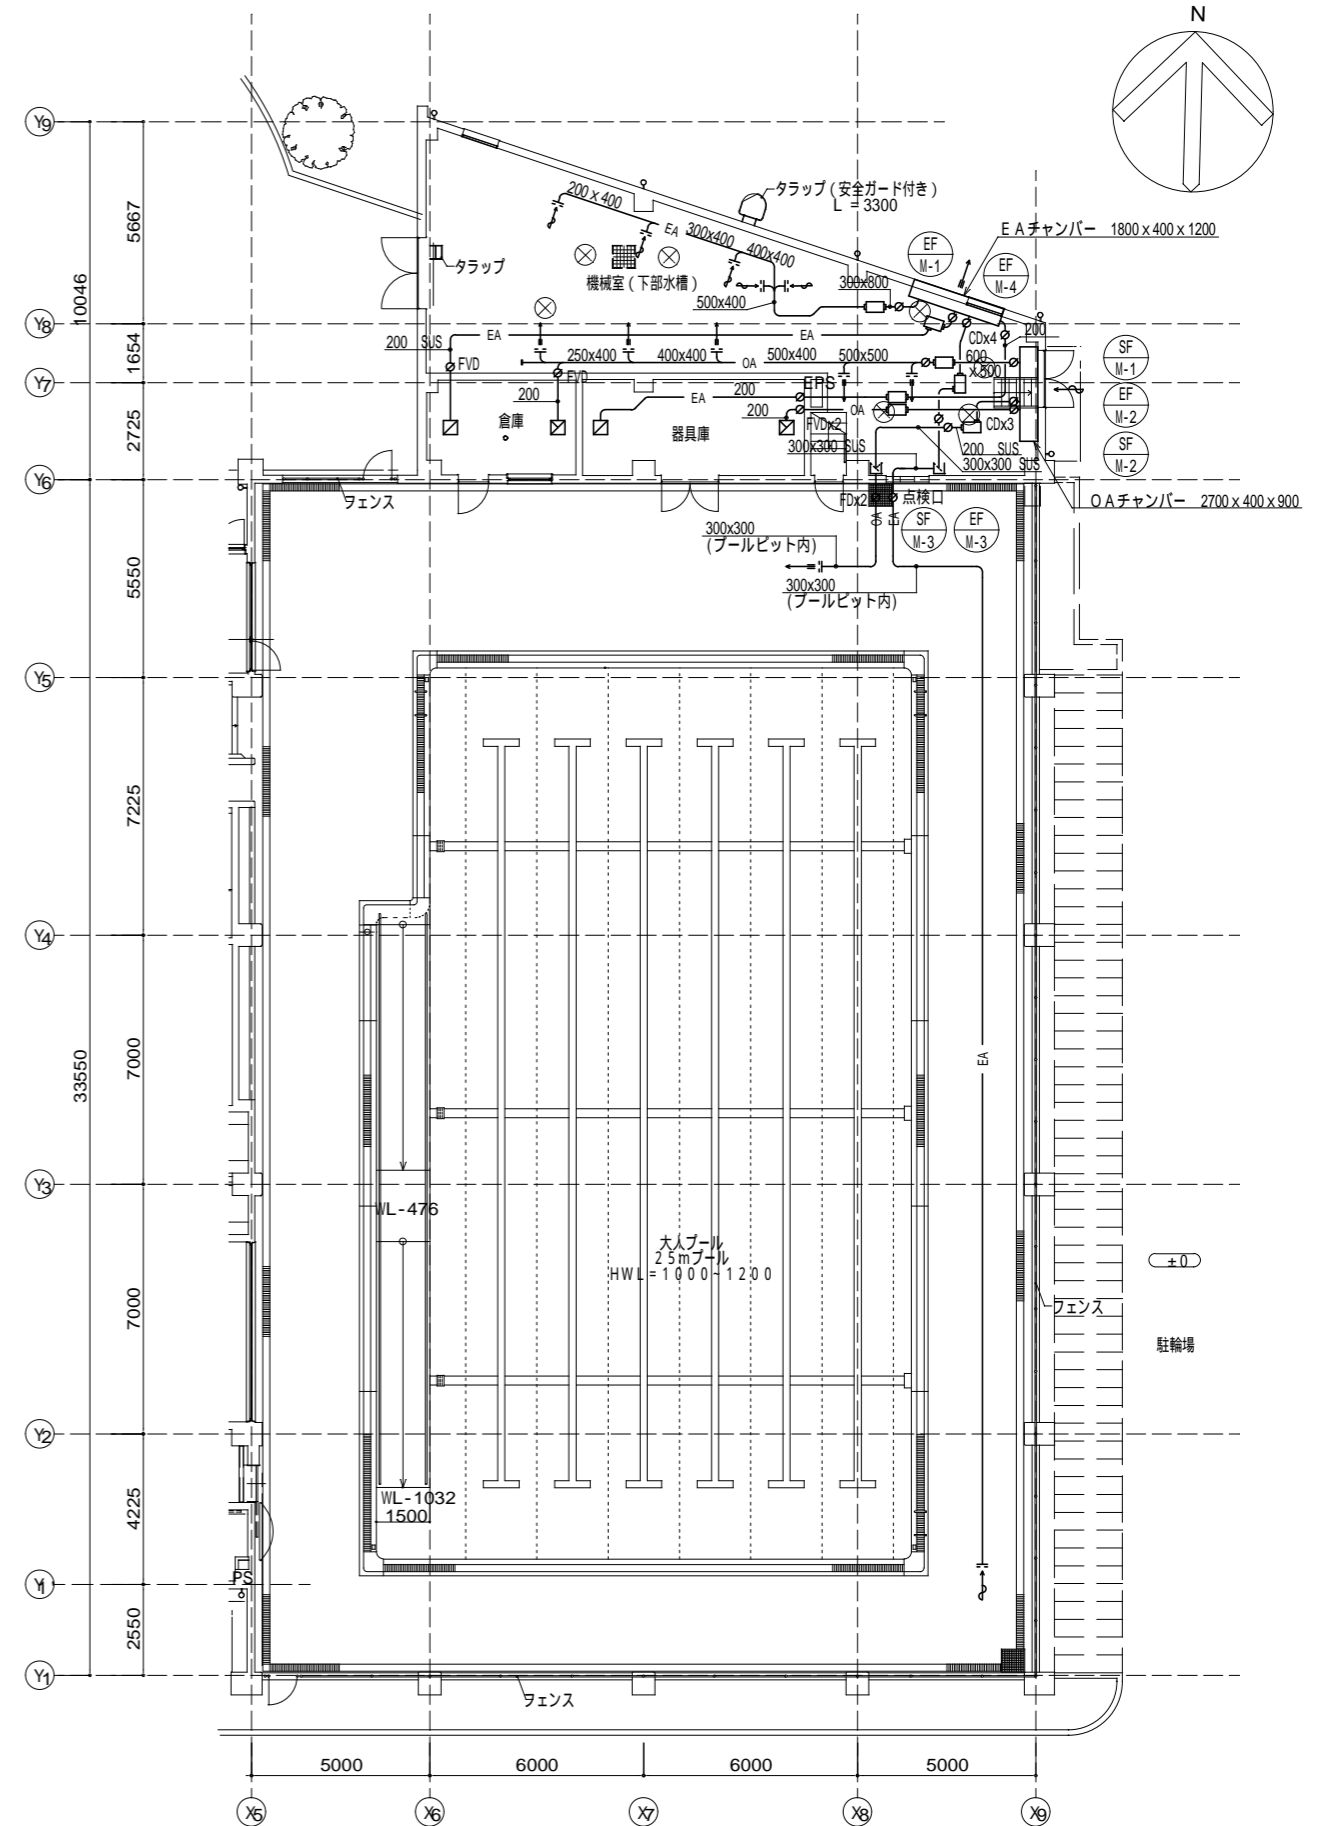 N
Y9
タラップ(安全ガード付き)
L = 3300
200×400
EA
300x400
400x400
EAチャンバー 1800x400x1200
EF
M-1
EF
M-4
タラップ
機械室(下部水槽)
300x800
500x400
5667
10046
Y8
200 SUS
EA
EA
CDx4
200
SF
M-1
1654
FVD
250x400
400x400
OA
500x400
500x500
600
x500
Y7
FVD
EPS
EF
M-2
200
EA
200
200
OA
倉庫
器具庫
FVDx2
CDx3
2725
300x300 SUS
200 SUS
300x300 SUS
SF
M-2
Y6
フェンス
FDx2
点検口
OAチャンバー 2700x400x900
OA
EA
SF
M-3
EF
M-3
300x300
(プールピット内)
300x300
(プールピット内)
5550
Y5
7225
Y4
7000
33550
EA
Y3
WL-476
大人プール
25mプール
HWL=1000~1200
±0
7000
フェンス
駐輪場
Y2
WL-1032
1500
4225
PS
Y1
2550
Y1
フェンス
5000
6000
6000
5000
X5
X6
X7
X8
X9